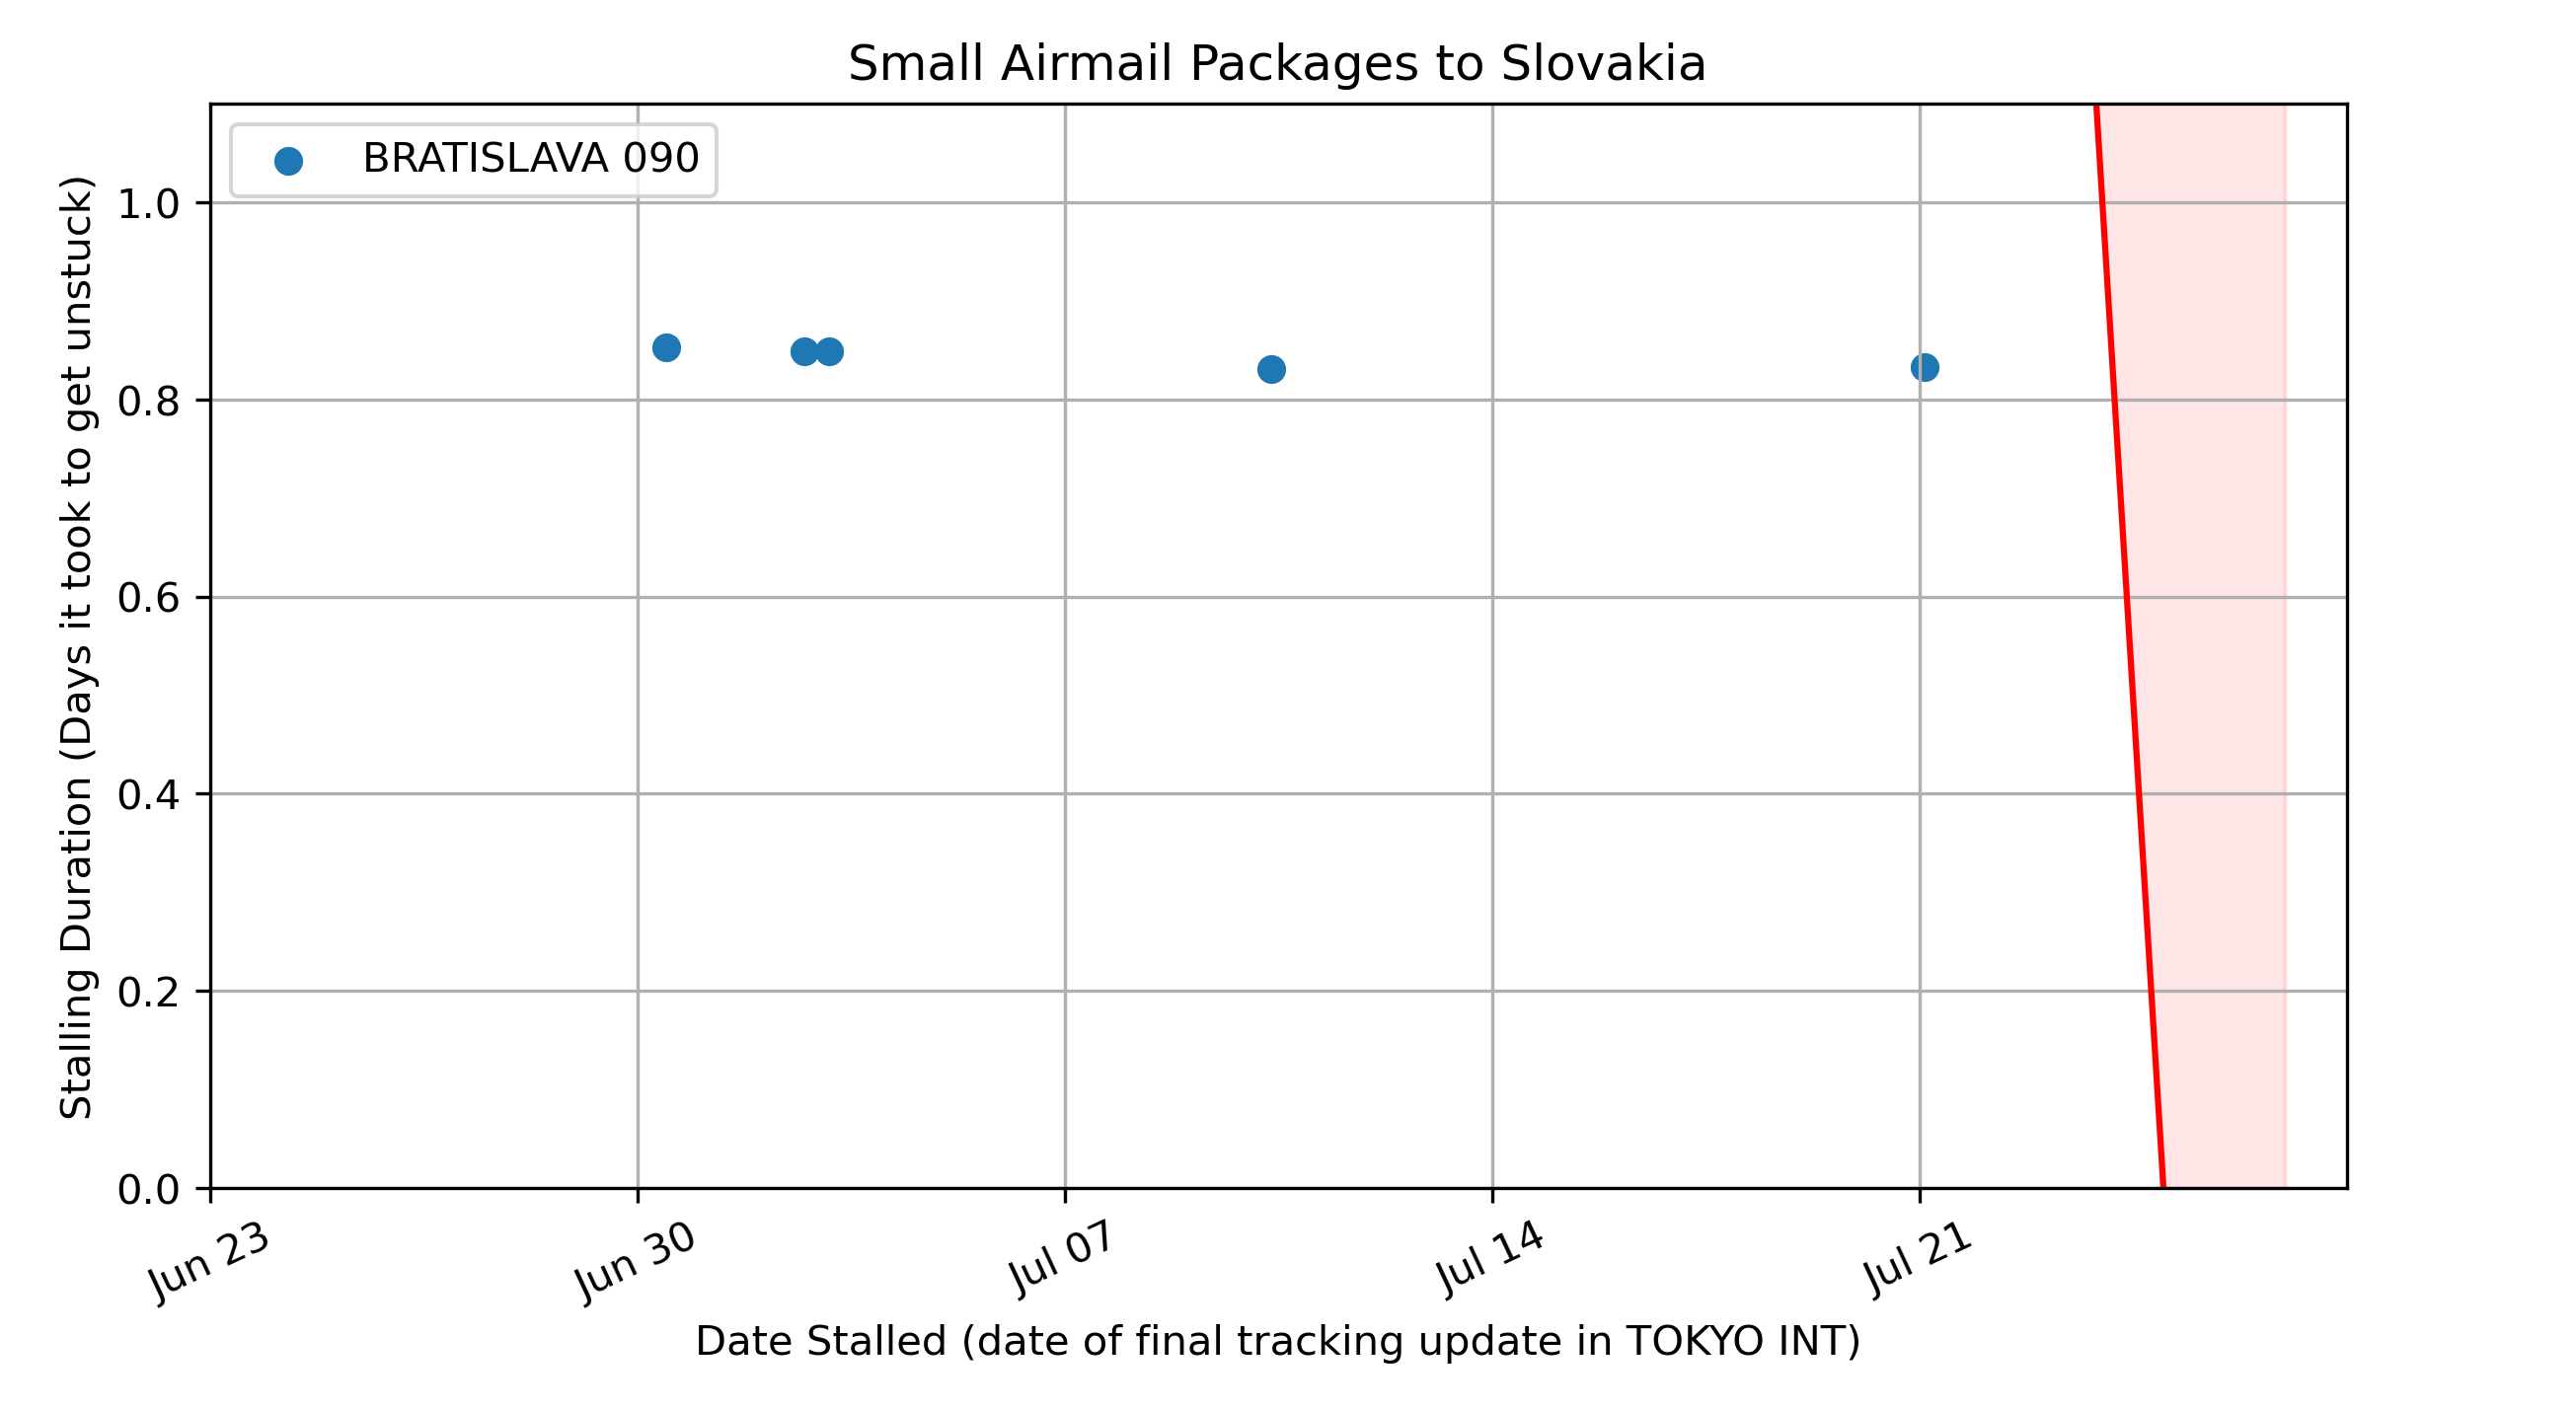 Small Airmail Packages to Slovakia
BRATISLAVA 090
Stalling Duration (Days it took to get unstuck)
1.0
0.8
0.6
0.4
0.2
0.0
Jun 23
Jun 30
Jul 07
Jul 14
Jul 21
Date Stalled (date of final tracking update in TOKYO INT)